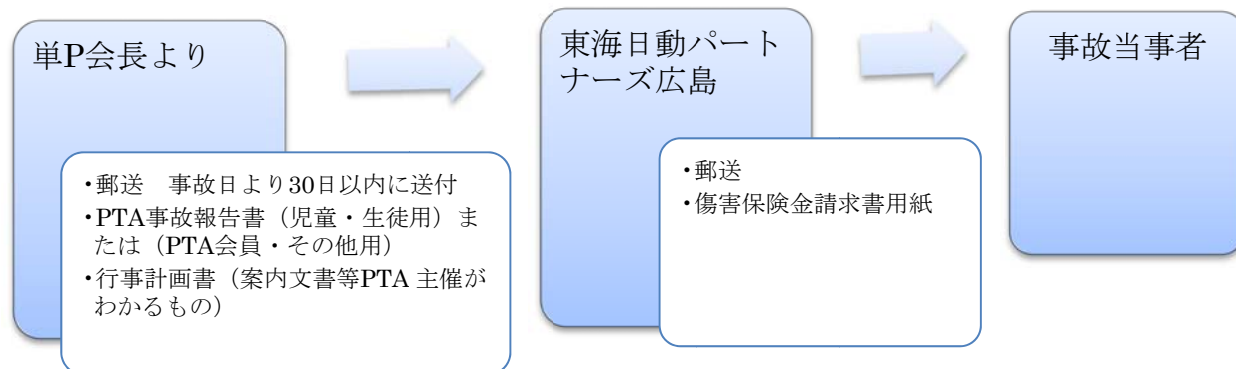 単P会長より
・郵送　事故日より30日以内に送付
・PTA事故報告書（児童・生徒用）ま
たは（PTA会員・その他用）
・行事計画書（案内文書等PTA 主催が
わかるもの）
東海日動パート
ナーズ広島
・郵送
・傷害保険金請求書用紙
事故当事者